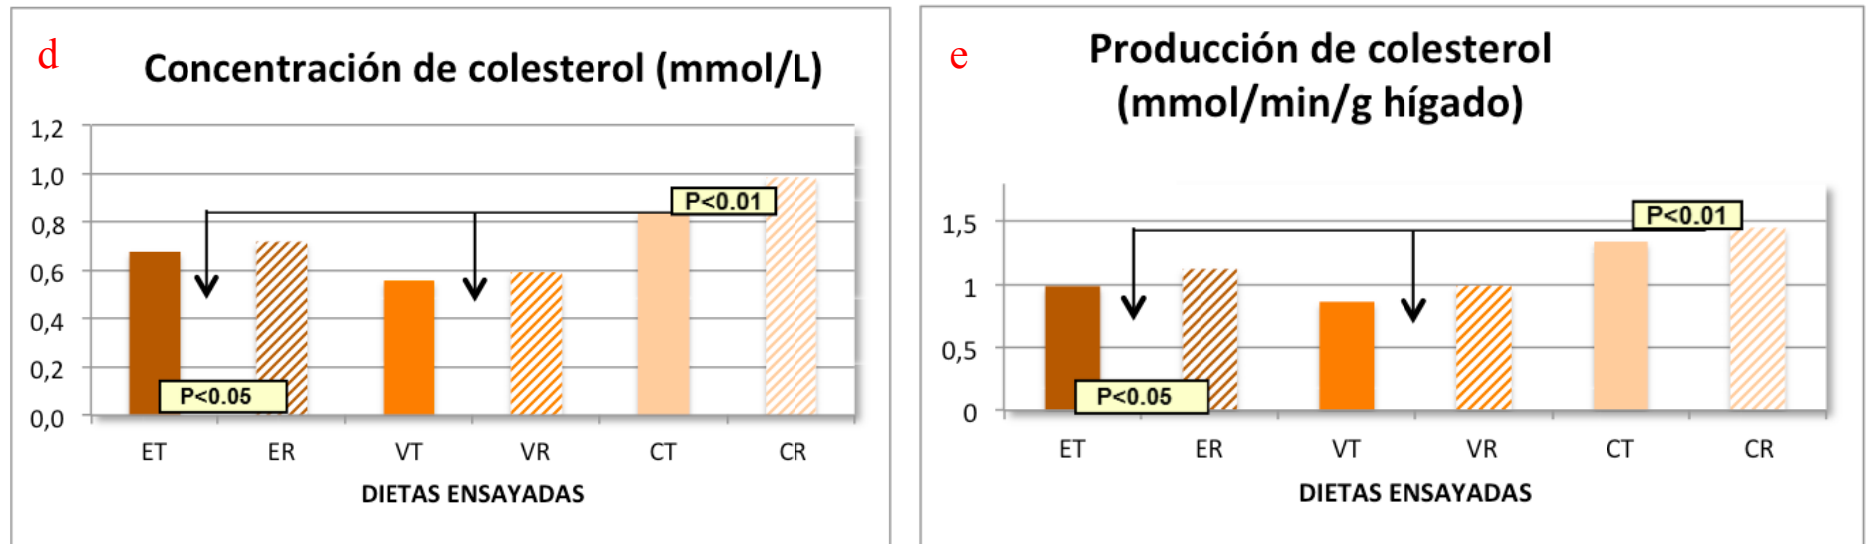 d
Concentración de colesterol (mmol/L)
1,2
1,0
0,8
0,6
0,4
0,2
0,0
P<0.01
P<0.05
ET ER VT VR CT CR
DIETAS ENSAYADAS
e
Producción de colesterol
(mmol/min/g hígado)
1,5
1
0,5
0
P<0.01
P<0.05
ET ER VT VR CT CR
DIETAS ENSAYADAS